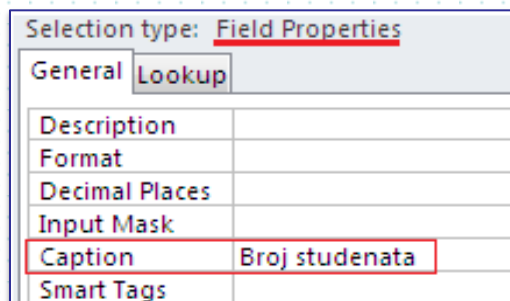 Selection type: Field Properties
General Lookup
Description
Format
Decimal Places
Input Mask
Caption Broj studenata
Smart Tags